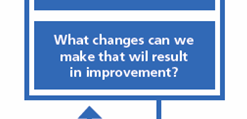 What changes can we
make that wil result
in improvement?